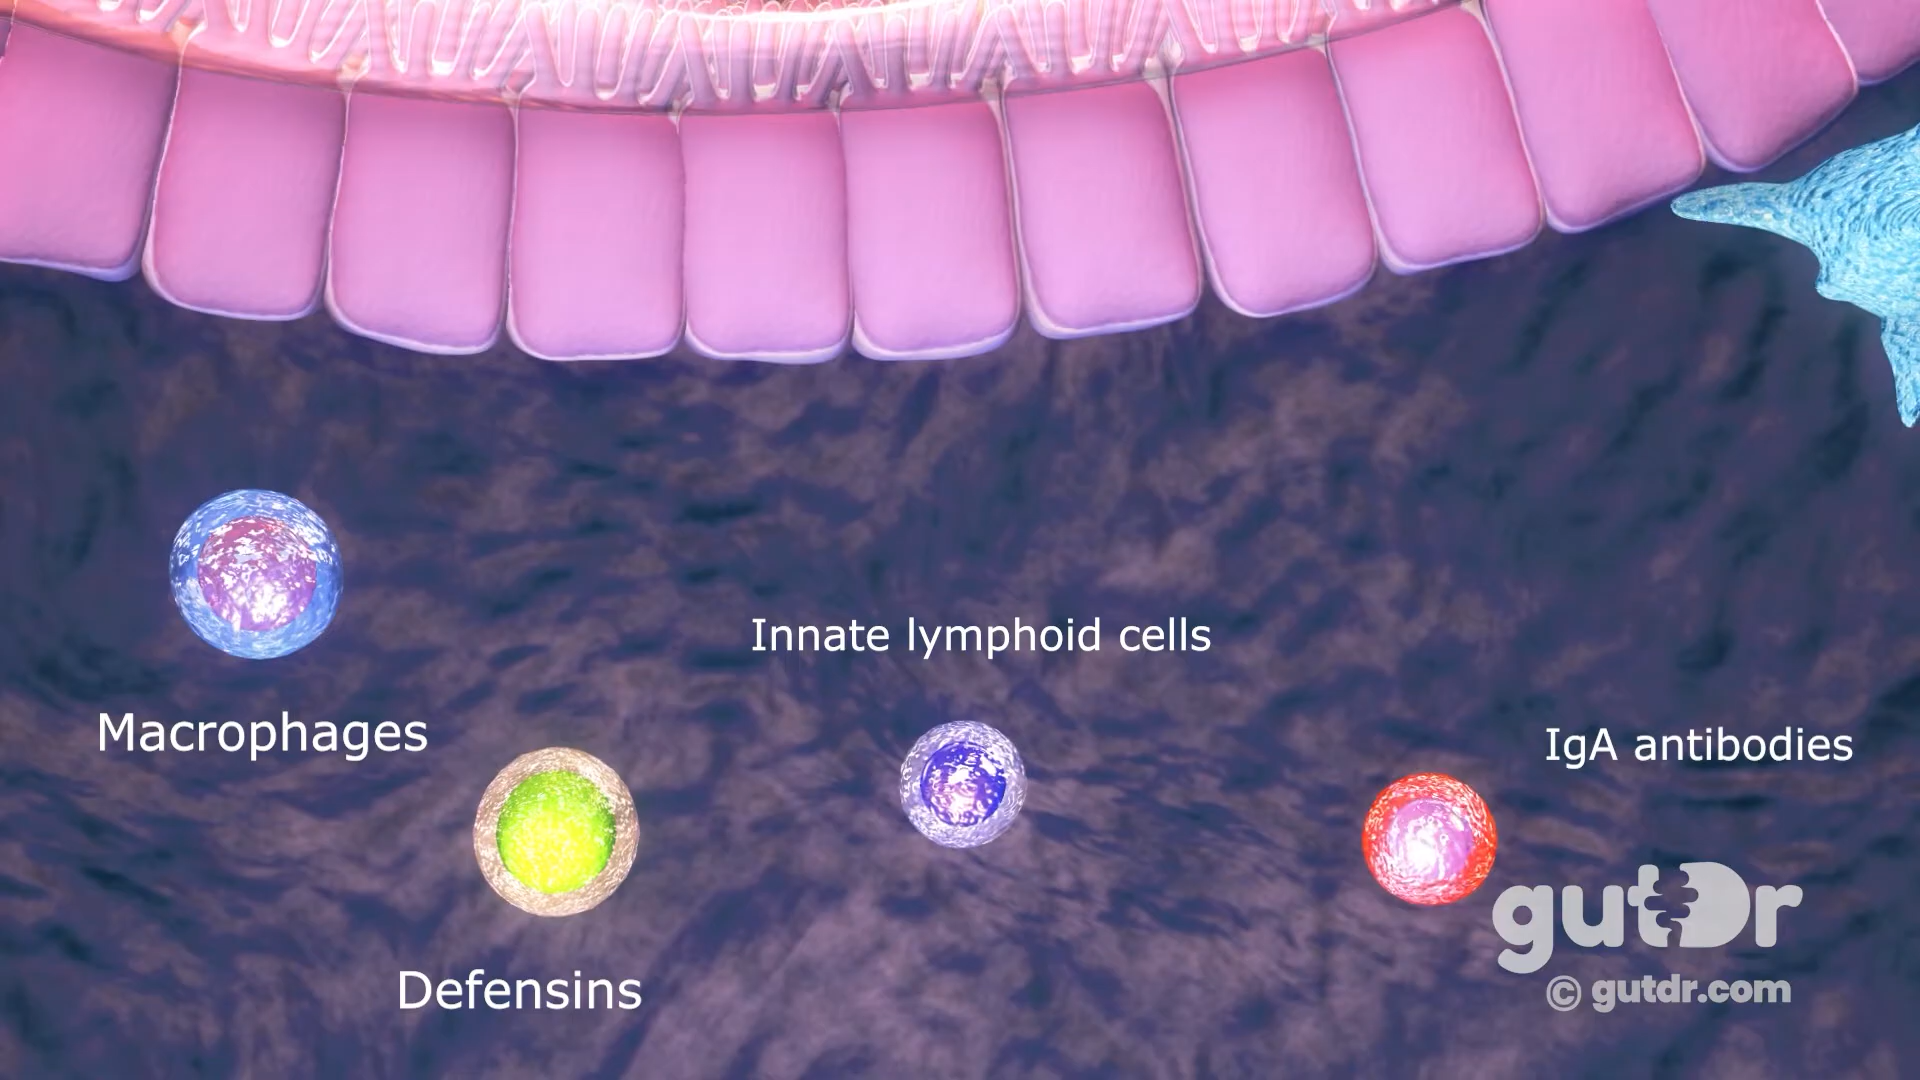 Innate lymphoid cells
Macrophages
IgA antibodies
Defensins
gutDr
© gutdr.com